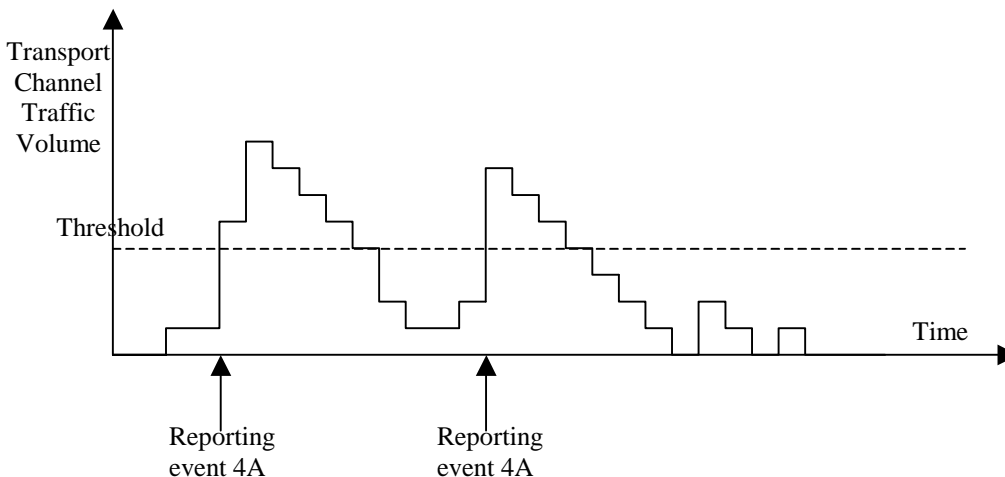 Transport
Channel
Traffic
Volume
Threshold
Time
Reporting
event 4A
Reporting
event 4A